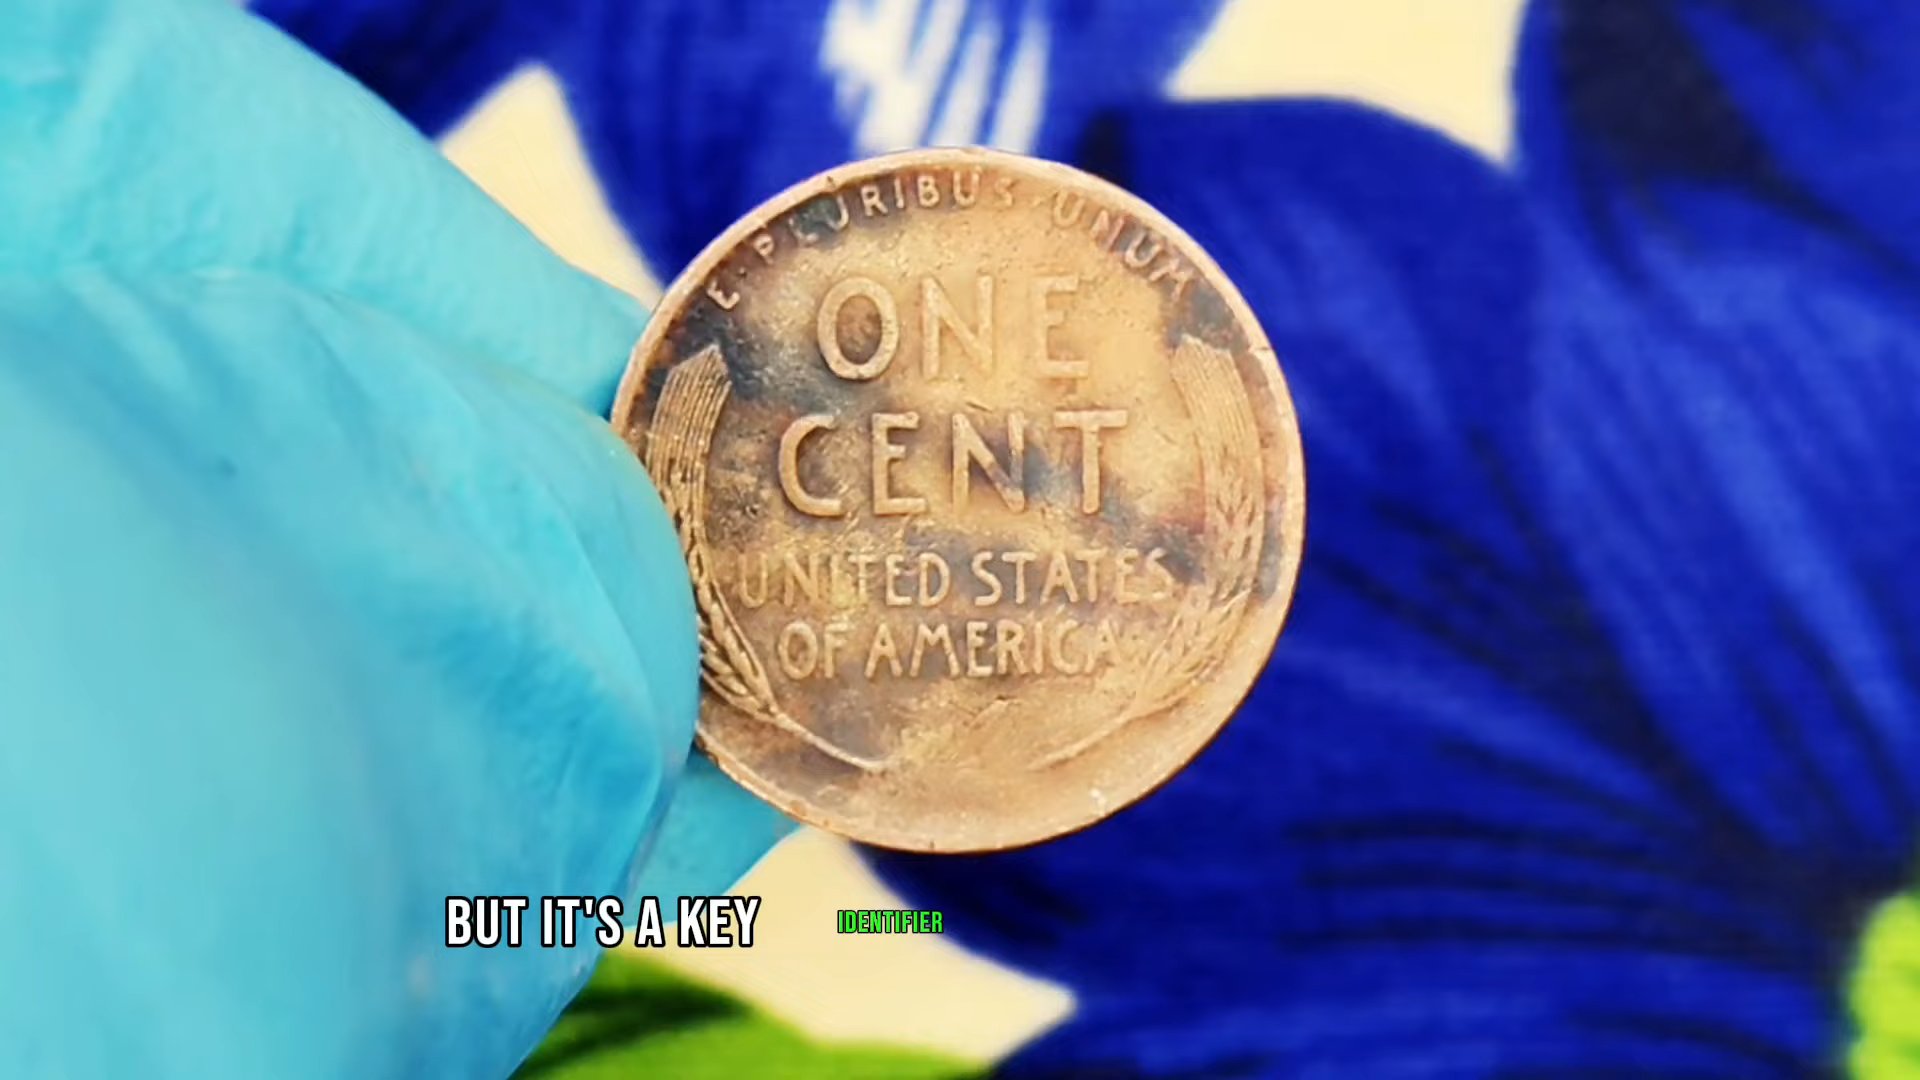 E·PLURIBUS·UNUM
ONE
CENT
UNITED STATES
OF AMERICA
BUT IT'S A KEY IDENTIFIER